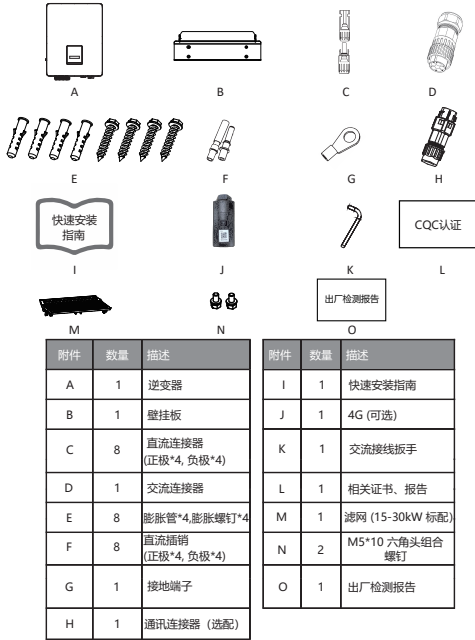 A
B
C
D
E
F
G
H
快速安装
指南
CQC认证
I
J
K
L
出厂检测报告
M
N
O
附件 数量 描述
A 1 逆变器
B 1 壁挂板
C 8 直流连接器
(正极*4, 负极*4)
D 1 交流连接器
E 8 膨胀管*4,膨胀螺钉*4
F 8 直流插销
(正极*4, 负极*4)
G 1 接地端子
H 1 通讯连接器（选配）
附件 数量 描述
I 1 快速安装指南
J 1 4G (可选)
K 1 交流接线扳手
L 1 相关证书、报告
M 1 滤网 (15-30kW 标配)
N 2 M5*10 六角头组合
螺钉
O 1 出厂检测报告